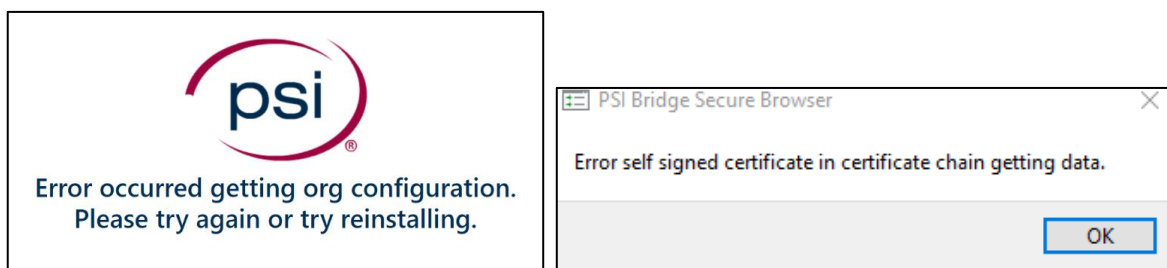 psi
®
Error occurred getting org configuration.
Please try again or try reinstalling.
PSI Bridge Secure Browser
Error self signed certificate in certificate chain getting data.
OK